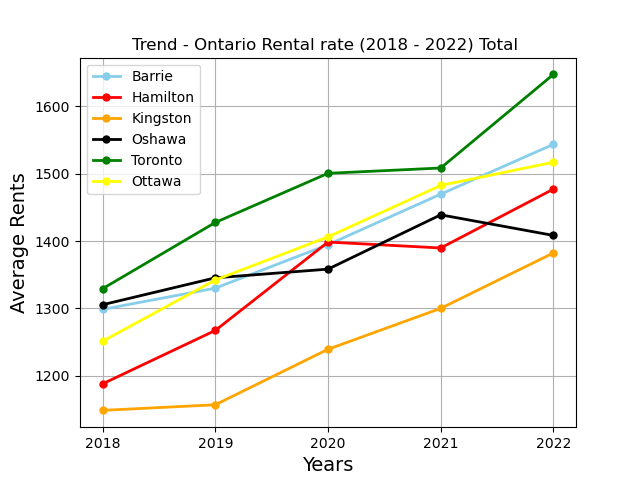 Trend - Ontario Rental rate (2018 - 2022) Total
Barrie
Hamilton
Kingston
Oshawa
Toronto
Ottawa
1600
1500
1400
1300
1200
Average Rents
2018 2019 2020 2021 2022
Years